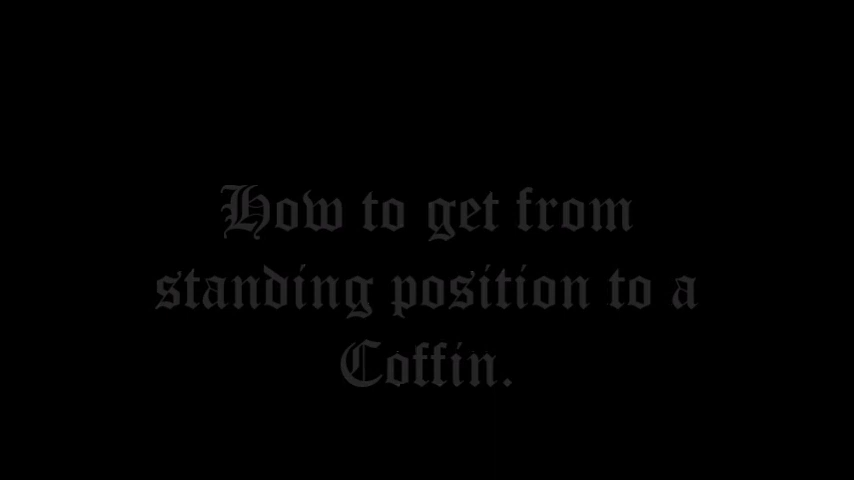 How to get from
standing position to a
Coffin.